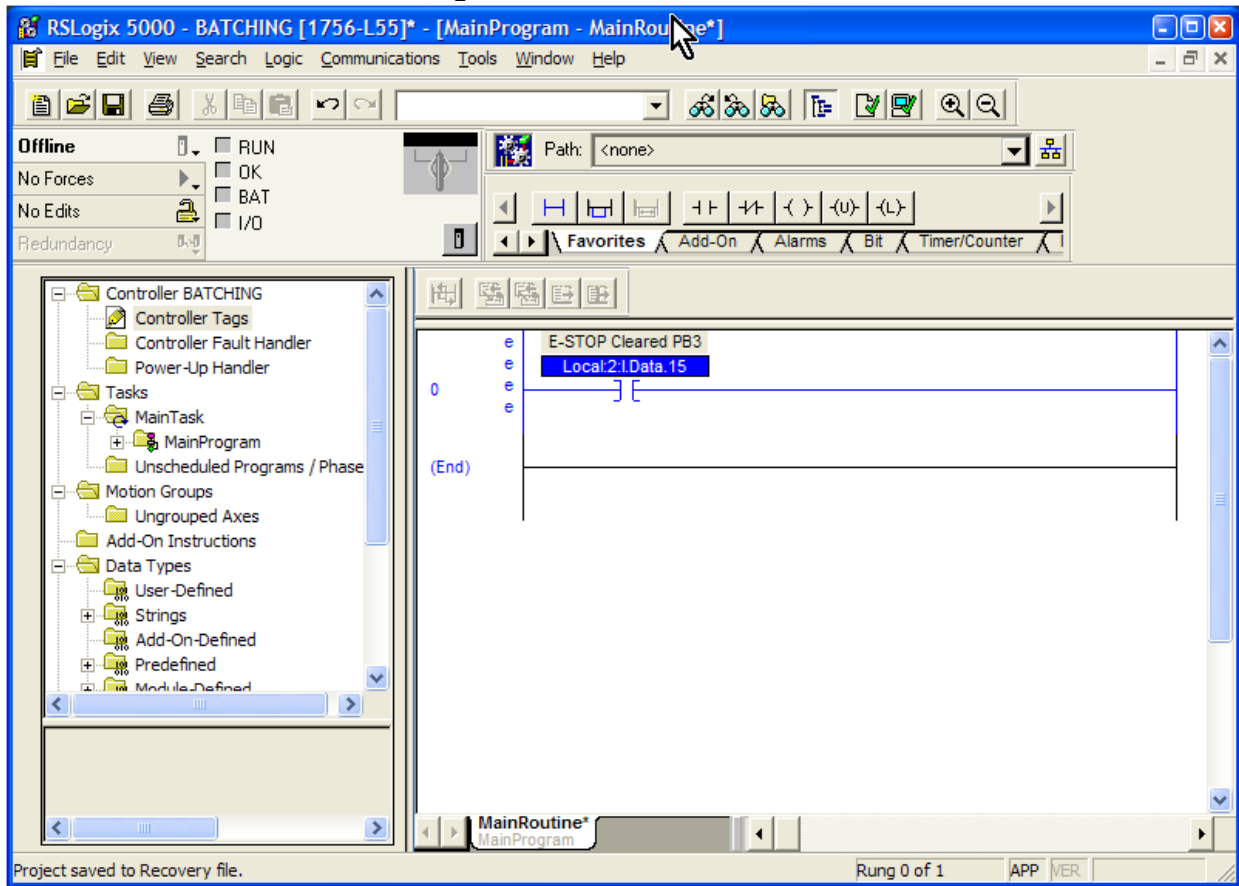 RSLogix 5000 - BATCHING [1756-L55]* - [MainProgram - MainRoutine*]
File Edit View Search Logic Communications Tools Window Help
Offline
RUN
No Forces
OK
BAT
No Edits
I/O
Redundancy
Path: <none>
Favorites Add-On Alarms Bit Timer/Counter
Controller BATCHING
Controller Tags
Controller Fault Handler
Power-Up Handler
Tasks
MainTask
MainProgram
Unscheduled Programs / Phase
Motion Groups
Ungrouped Axes
Add-On Instructions
Data Types
User-Defined
Strings
Add-On-Defined
Predefined
Module-Defined
e
e
e
e
0
E-STOP Cleared PB3
Local:2:I.Data.15
(End)
MainRoutine*
MainProgram
Project saved to Recovery file.
Rung 0 of 1
APP VER